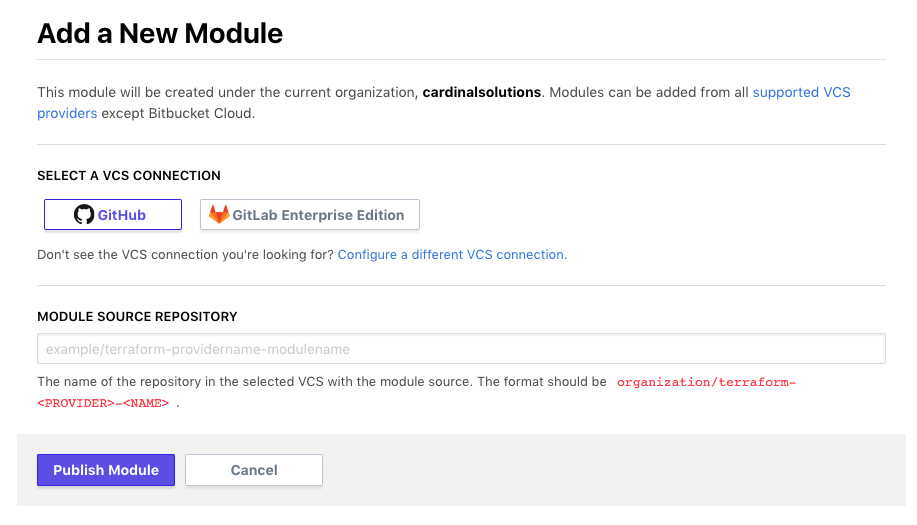 Add a New Module
This module will be created under the current organization, cardinalsolutions. Modules can be added from all supported VCS
providers except Bitbucket Cloud.
SELECT A VCS CONNECTION
GitHub
GitLab Enterprise Edition
Don't see the VCS connection you're looking for? Configure a different VCS connection.
MODULE SOURCE REPOSITORY
example/terraform-providername-modulename
The name of the repository in the selected VCS with the module source. The format should be organization/terraform-
<PROVIDER>-<NAME> .
Publish Module
Cancel